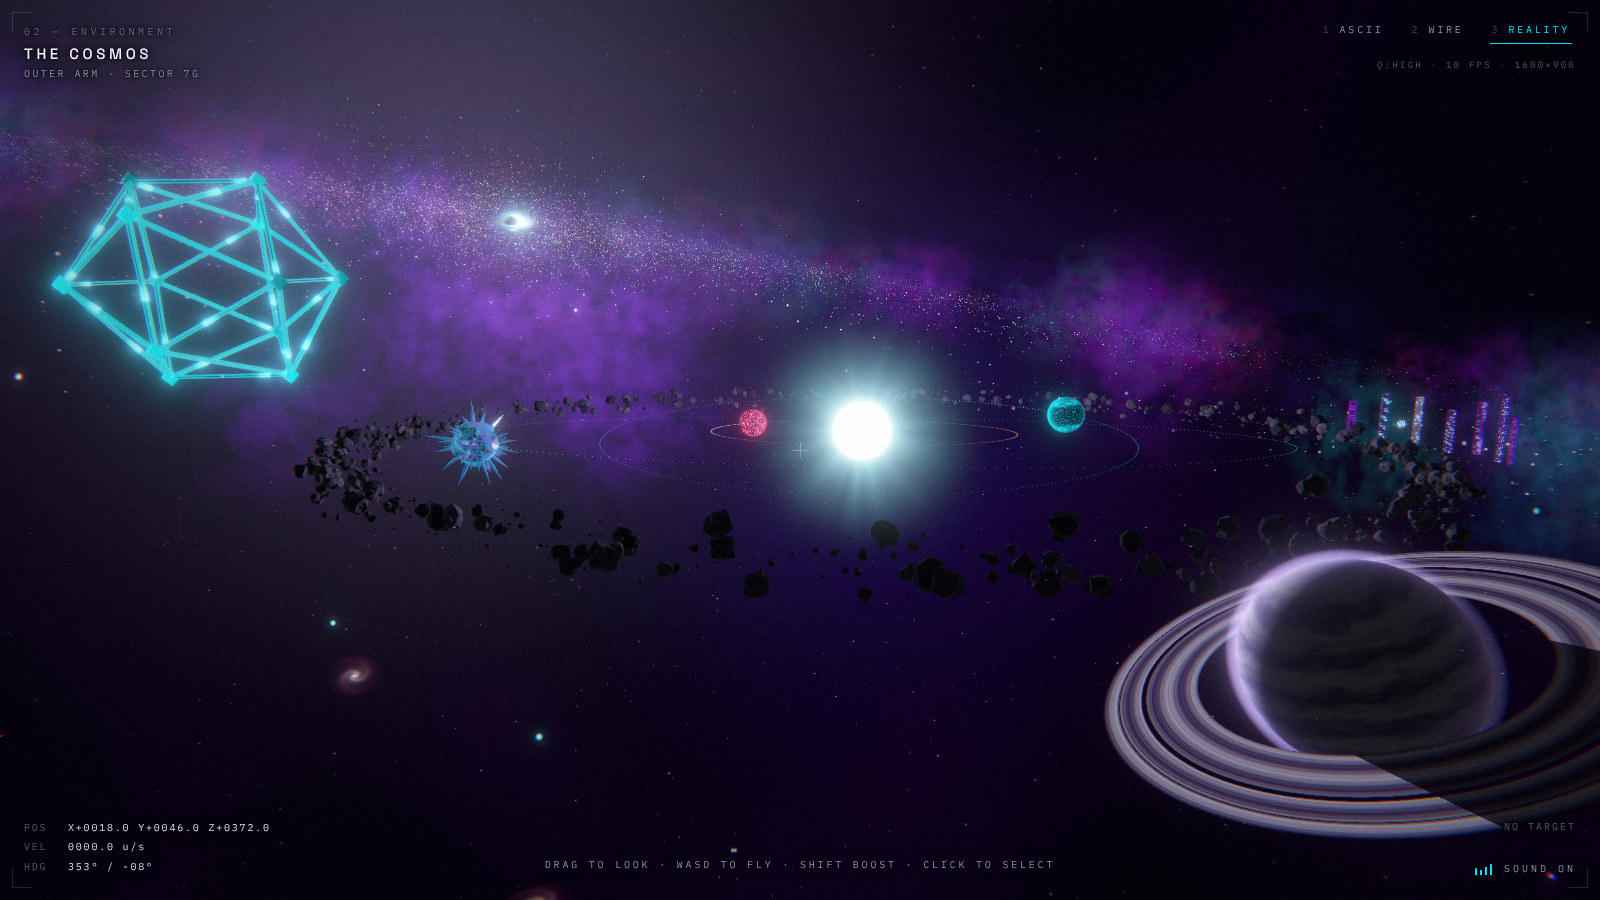 02 — ENVIRONMENT
THE COSMOS
OUTER ARM · SECTOR 7G
1 ASCII 2 WIRE 3 REALITY
Q:HIGH · 10 FPS · 1600×900
POS X+0018.0 Y+0046.0 Z+0372.0
VEL 0000.0 u/s
HDG 353° / -08°
DRAG TO LOOK · WASD TO FLY · SHIFT BOOST · CLICK TO SELECT
NO TARGET
SOUND ON